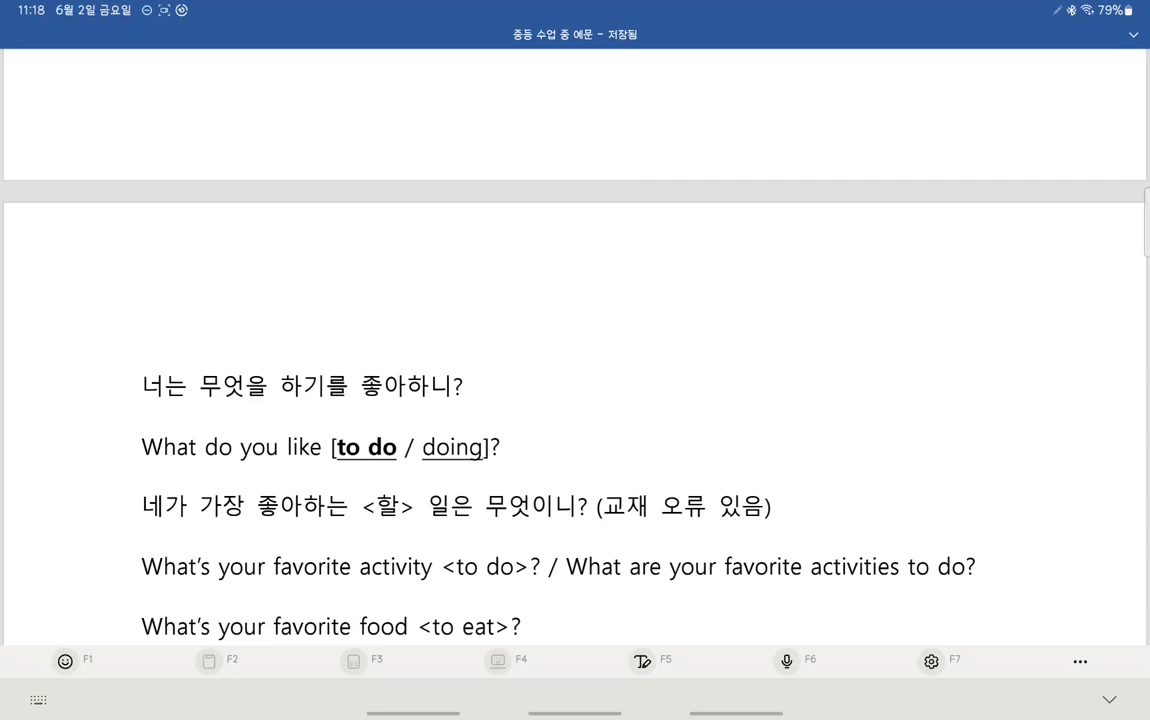 11:18 6월 2일 금요일
79%
중등 수업 중 예문 – 저장됨
너는 무엇을 하기를 좋아하니?
What do you like [to do / doing]?
네가 가장 좋아하는 <할> 일은 무엇이니? (교재 오류 있음)
What's your favorite activity <to do>? / What are your favorite activities to do?
What's your favorite food <to eat>?
F1 F2 F3 F4 F5 F6 F7